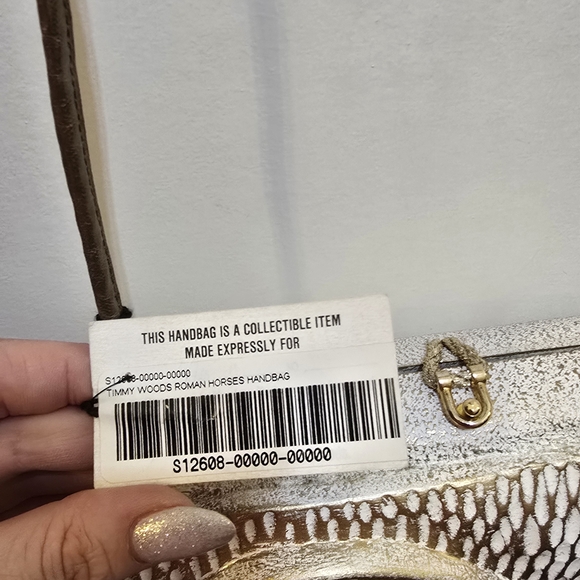 THIS HANDBAG IS A COLLECTIBLE ITEM
MADE EXPRESSLY FOR
S12608-00000-00000
TIMMY WOODS ROMAN HORSES HANDBAG
S12608-00000-00000